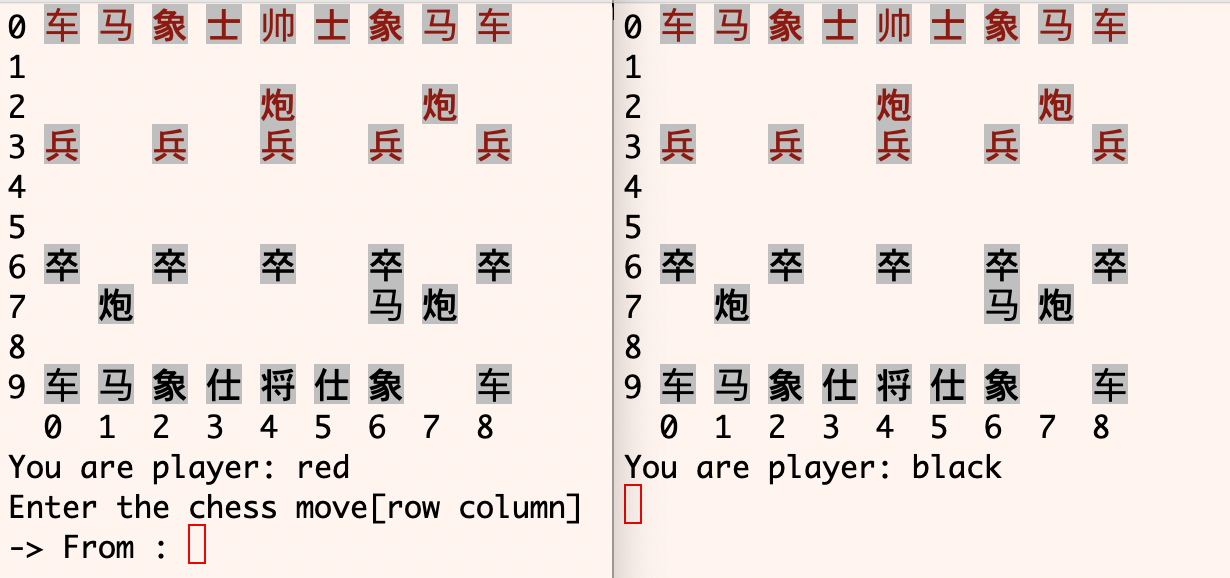 0 车 马 象 士 帅 士 象 马 车
1
2 炮 炮
3 兵 兵 兵 兵 兵
4
5
6 卒 卒 卒 卒 卒
7 炮 马 炮
8
9 车 马 象 仕 将 仕 象 车
0 1 2 3 4 5 6 7 8
You are player: red
Enter the chess move[row column]
-> From :
0 车 马 象 士 帅 士 象 马 车
1
2 炮 炮
3 兵 兵 兵 兵 兵
4
5
6 卒 卒 卒 卒 卒
7 炮 马 炮
8
9 车 马 象 仕 将 仕 象 车
0 1 2 3 4 5 6 7 8
You are player: black